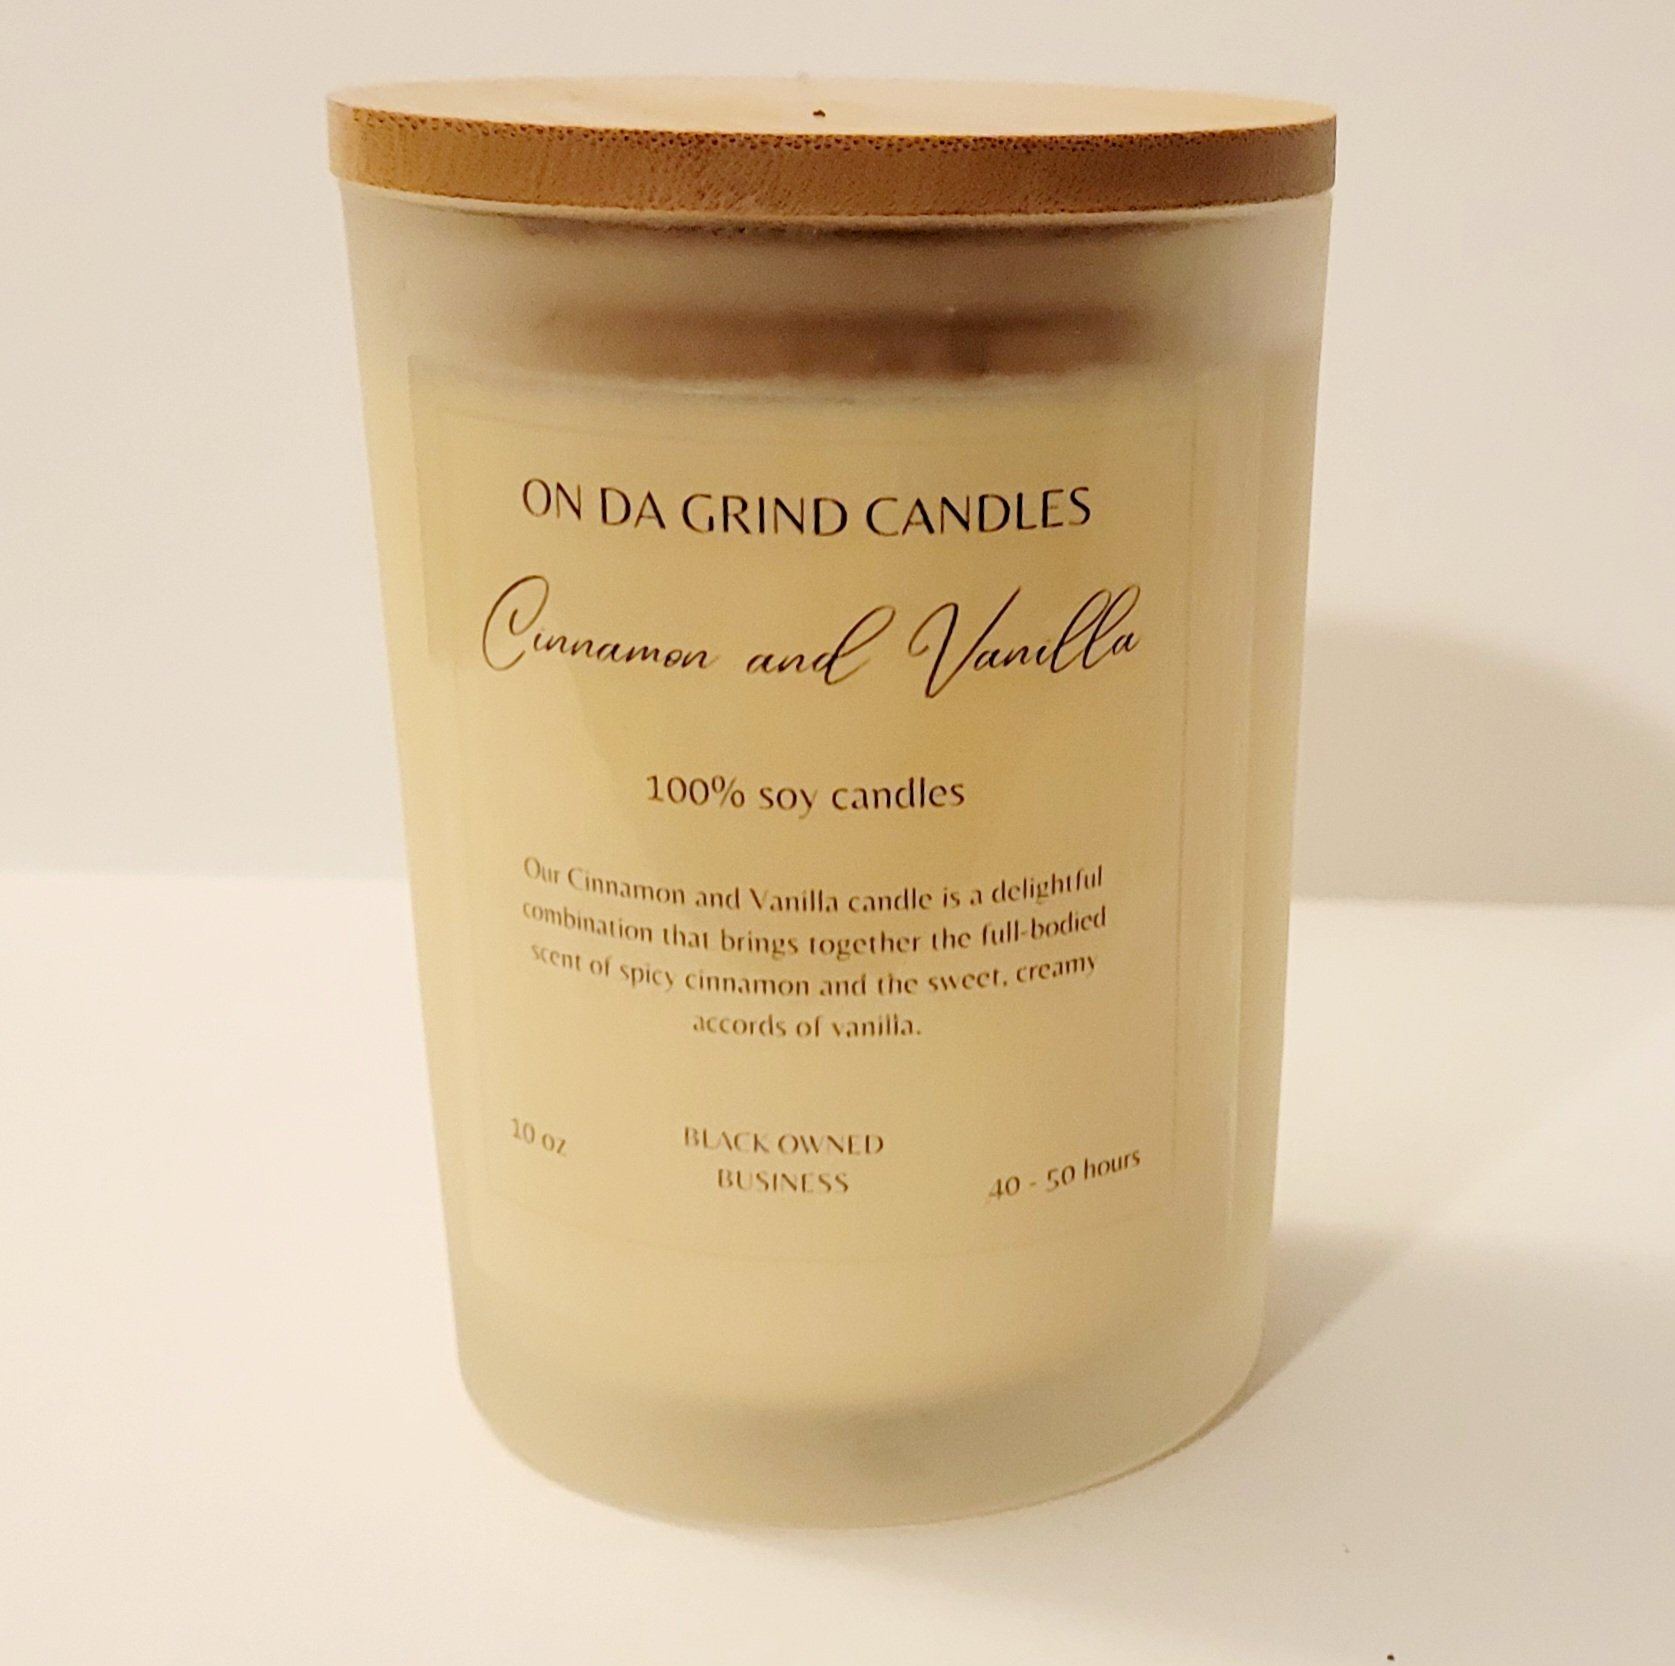 ON DA GRIND CANDLES
Cinnamon and Vanilla
100% soy candles
Our Cinnamon and Vanilla candle is a delightful
combination that brings together the full-bodied
scent of spicy cinnamon and the sweet, creamy
accords of vanilla.
10 oz
BLACK OWNED
BUSINESS
40 - 50 hours